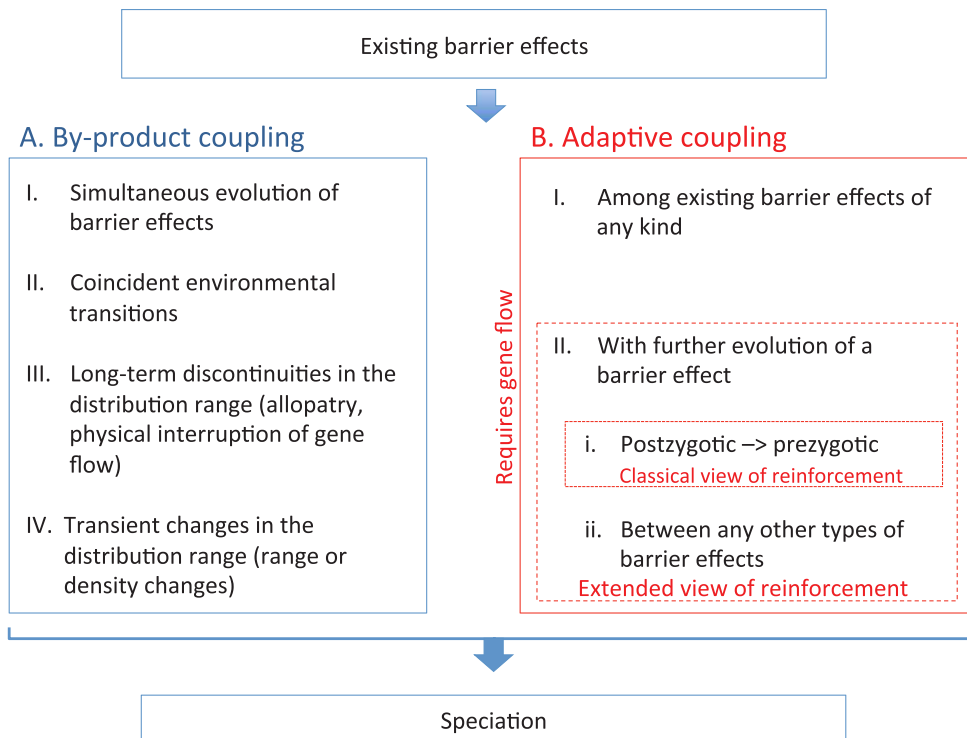 Existing barrier effects
A. By-product coupling
I. Simultaneous evolution of
barrier effects
II. Coincident environmental
transitions
III. Long-term discontinuities in the
distribution range (allopatry,
physical interruption of gene
flow)
IV. Transient changes in the
distribution range (range or
density changes)
B. Adaptive coupling
Requires gene flow
I. Among existing barrier effects of
any kind
II. With further evolution of a
barrier effect
i. Postzygotic –> prezygotic
Classical view of reinforcement
ii. Between any other types of
barrier effects
Extended view of reinforcement
Speciation